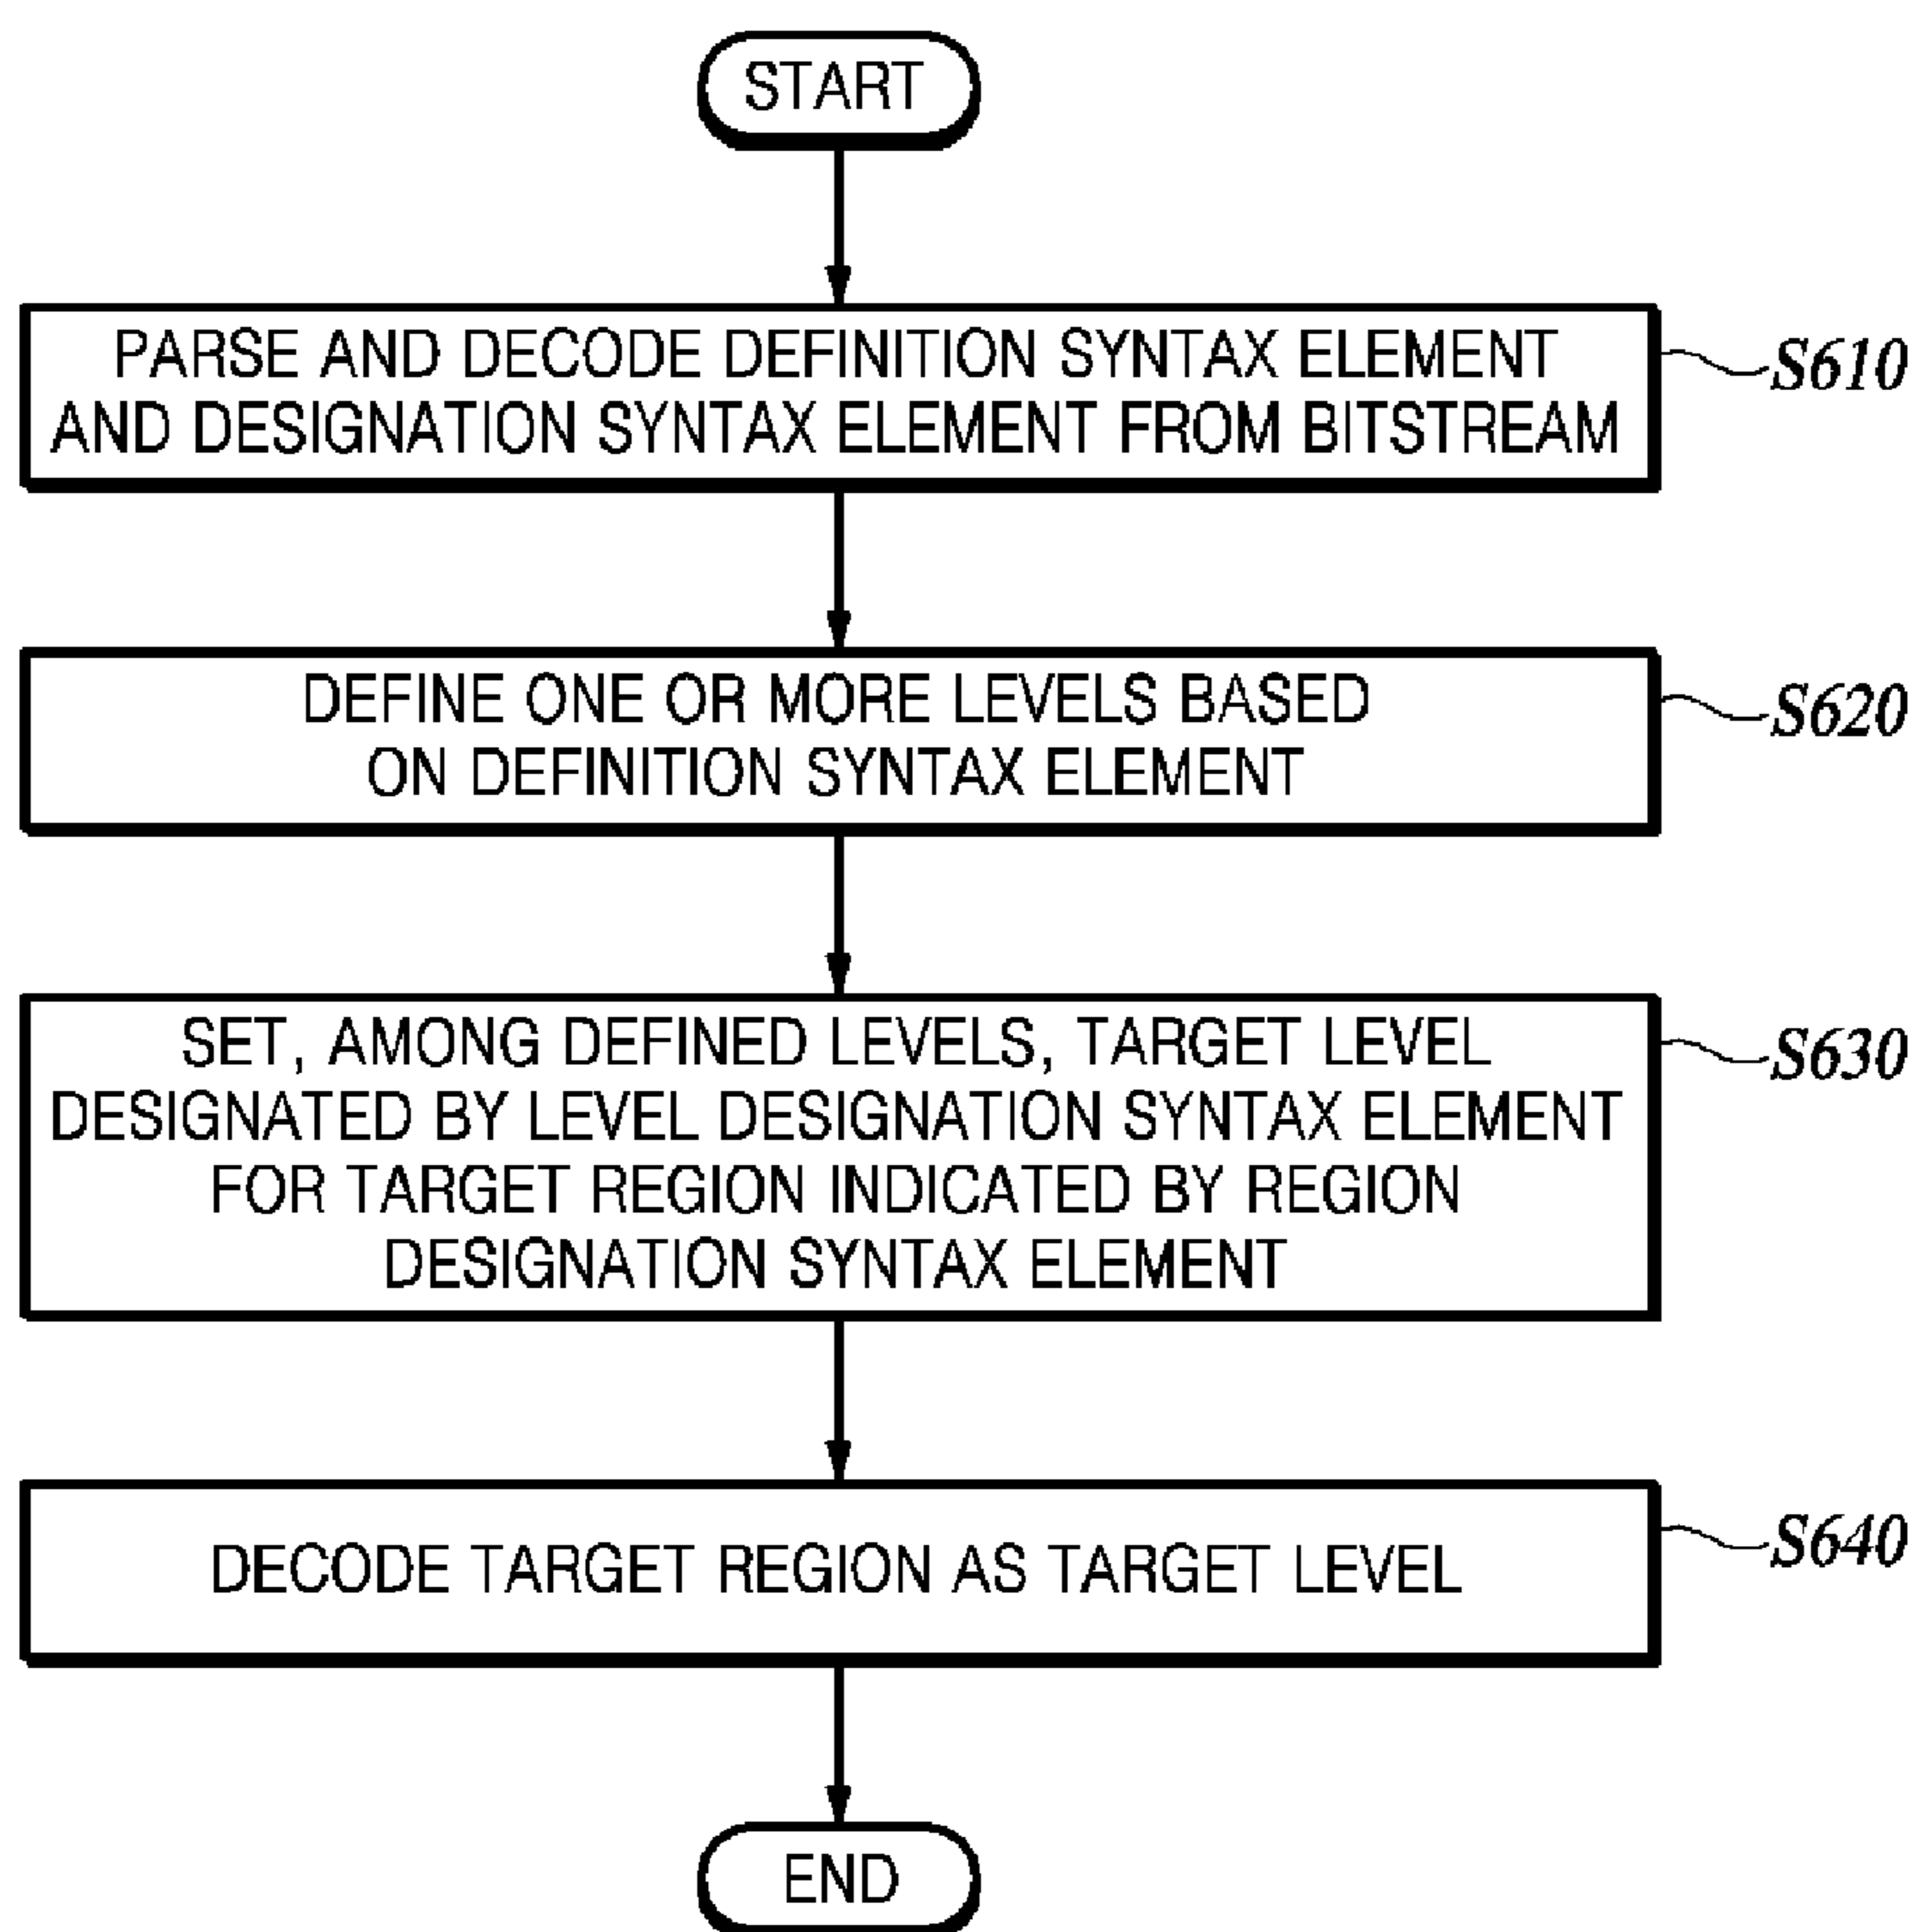 START
PARSE AND DECODE DEFINITION SYNTAX ELEMENT
AND DESIGNATION SYNTAX ELEMENT FROM BITSTREAM
S610
DEFINE ONE OR MORE LEVELS BASED
ON DEFINITION SYNTAX ELEMENT
S620
SET, AMONG DEFINED LEVELS, TARGET LEVEL
DESIGNATED BY LEVEL DESIGNATION SYNTAX ELEMENT
FOR TARGET REGION INDICATED BY REGION
DESIGNATION SYNTAX ELEMENT
S630
DECODE TARGET REGION AS TARGET LEVEL
S640
END